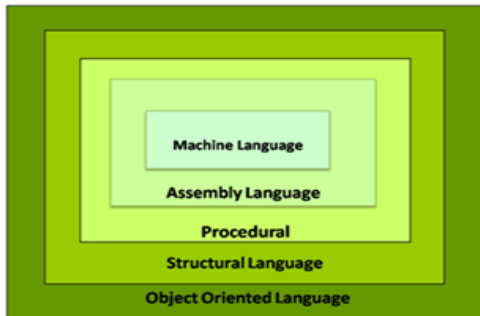 Machine Language
Assembly Language
Procedural
Structural Language
Object Oriented Language